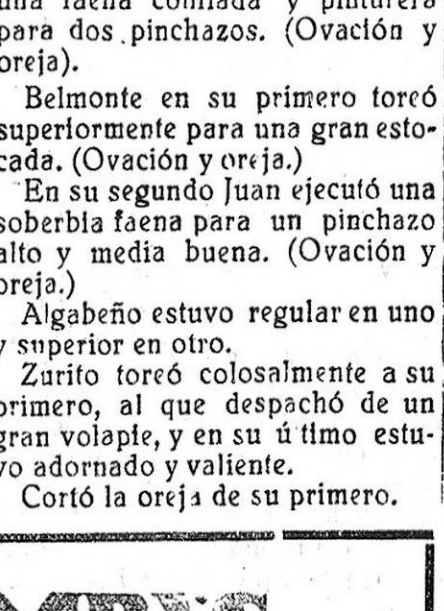 una faena confiada y pinturera
para dos pinchazos. (Ovación y
oreja).
Belmonte en su primero toreó
superiormente para una gran esto-
cada. (Ovación y oreja.)
En su segundo Juan ejecutó una
soberbia faena para un pinchazo
alto y media buena. (Ovación y
oreja.)
Algabeño estuvo regular en uno
y superior en otro.
Zurito toreó colosalmente a su
primero, al que despachó de un
gran volapie, y en su ú timo estu-
vo adornado y valiente.
Cortó la oreja de su primero.